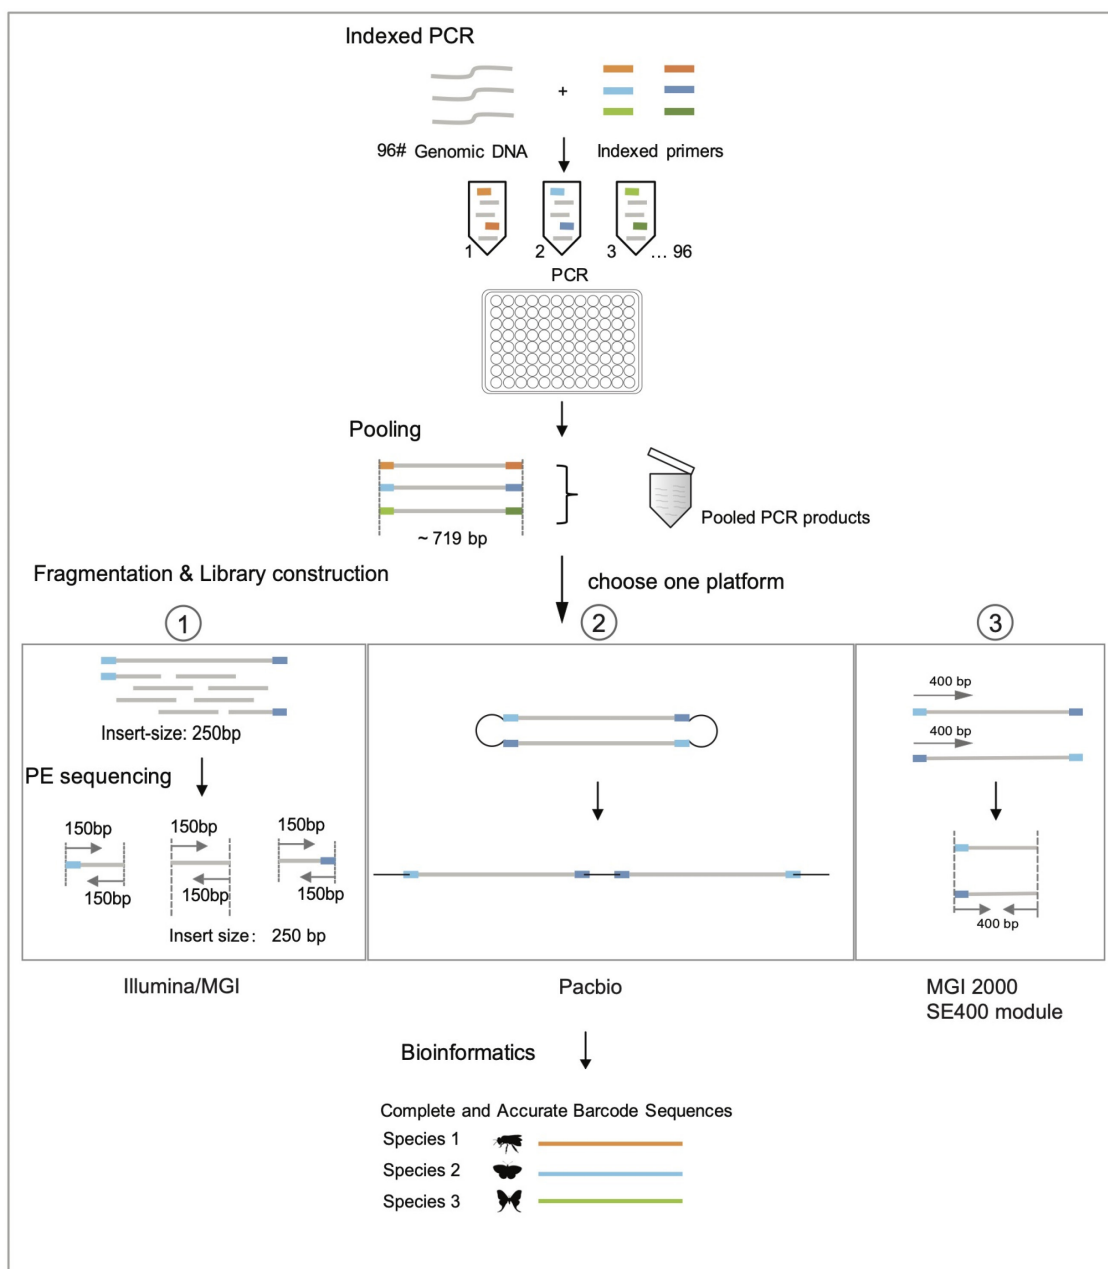 Indexed PCR
+
96# Genomic DNA
Indexed primers
1
2
3 ... 96
PCR
Pooling
~ 719 bp
Pooled PCR products
Fragmentation & Library construction
choose one platform
1
2
3
Insert-size: 250bp
PE sequencing
150bp
150bp
150bp
150bp
150bp
150bp
Insert size: 250 bp
400 bp
400 bp
400 bp
Illumina/MGI
Pacbio
MGI 2000
SE400 module
Bioinformatics
Complete and Accurate Barcode Sequences
Species 1
Species 2
Species 3